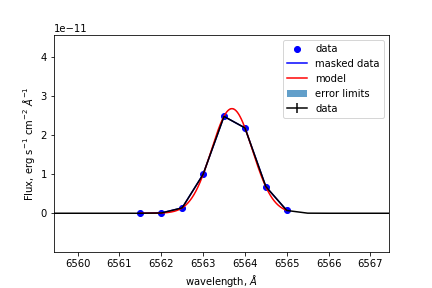 1e−11
4
3
2
1
0
Flux, erg s⁻¹ cm⁻² Å⁻¹
data
masked data
model
error limits
data
6560 6561 6562 6563 6564 6565 6566 6567
wavelength, Å